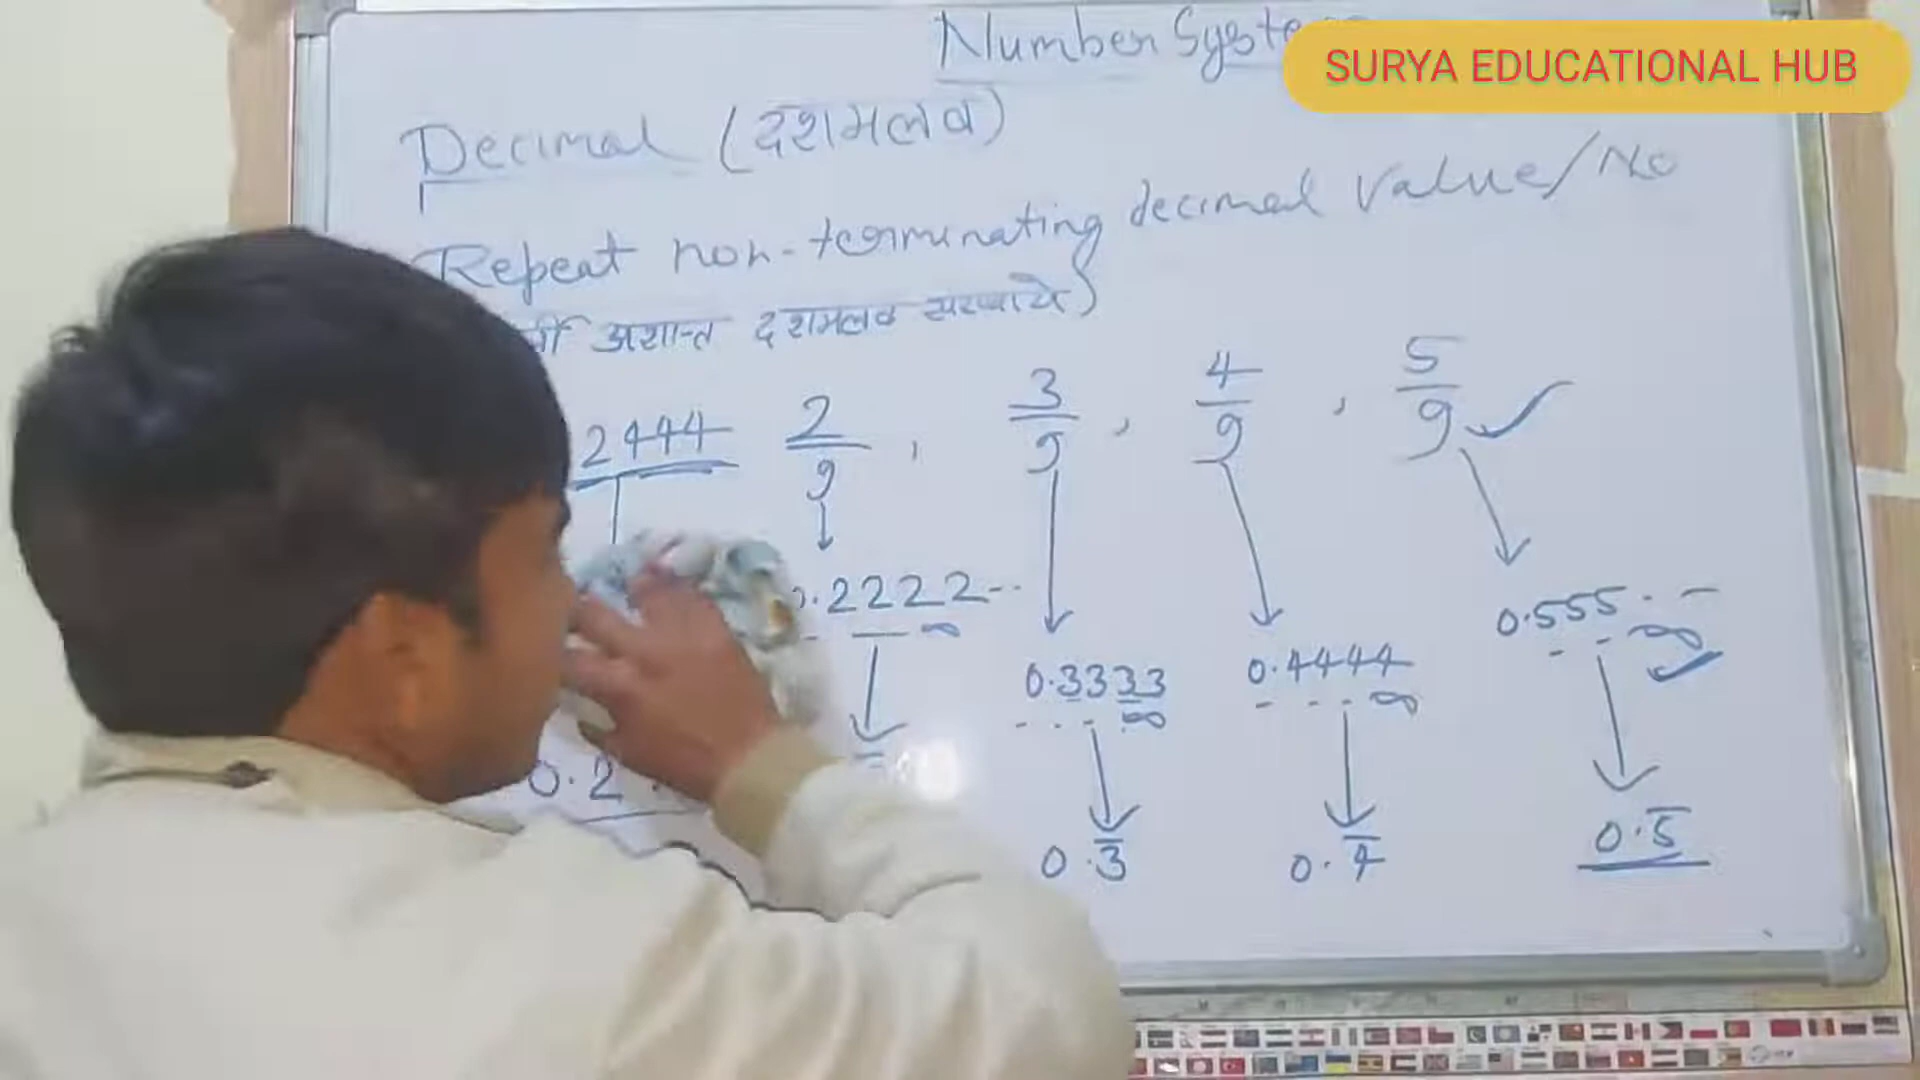 Number Syste
SURYA EDUCATIONAL HUB
Decimal (दशमलव)
Repeat non-terminating decimal value/No
अशान्त दशमलव संख्याये)
2444 2/9 , 3/9 , 4/9 , 5/9 ✓
0.2222--
- — ∞
0.3333
- - - ∞
0.4444
- - - ∞
0.555 - -
- - ∞
0.2
0.3̅
0.4̅
0.5̅